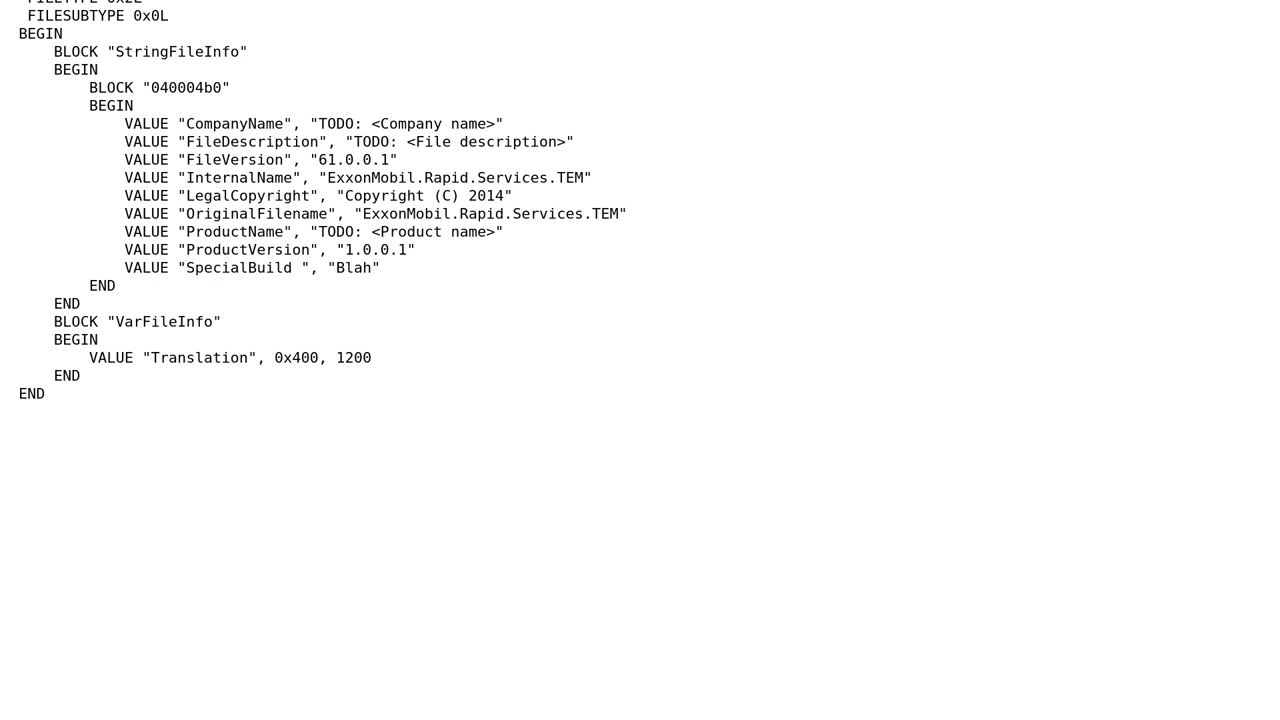 FILESUBTYPE 0x0L
BEGIN
BLOCK "StringFileInfo"
BEGIN
BLOCK "040004b0"
BEGIN
VALUE "CompanyName", "TODO: <Company name>"
VALUE "FileDescription", "TODO: <File description>"
VALUE "FileVersion", "61.0.0.1"
VALUE "InternalName", "ExxonMobil.Rapid.Services.TEM"
VALUE "LegalCopyright", "Copyright (C) 2014"
VALUE "OriginalFilename", "ExxonMobil.Rapid.Services.TEM"
VALUE "ProductName", "TODO: <Product name>"
VALUE "ProductVersion", "1.0.0.1"
VALUE "SpecialBuild ", "Blah"
END
END
BLOCK "VarFileInfo"
BEGIN
VALUE "Translation", 0x400, 1200
END
END